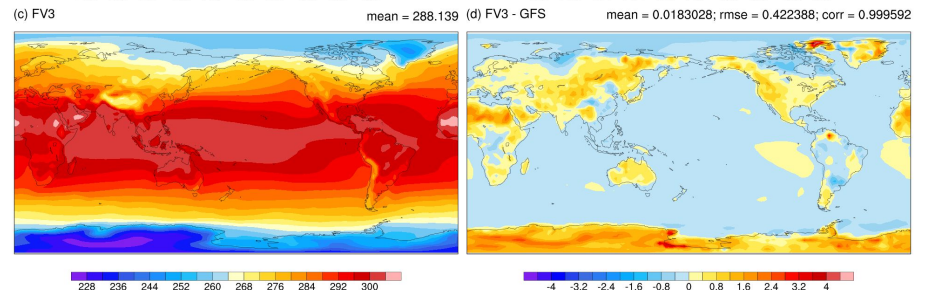 (c) FV3 mean = 288.139
(d) FV3 - GFS mean = 0.0183028; rmse = 0.422388; corr = 0.999592
228 236 244 252 260 268 276 284 292 300
-4 -3.2 -2.4 -1.6 -0.8 0 0.8 1.6 2.4 3.2 4